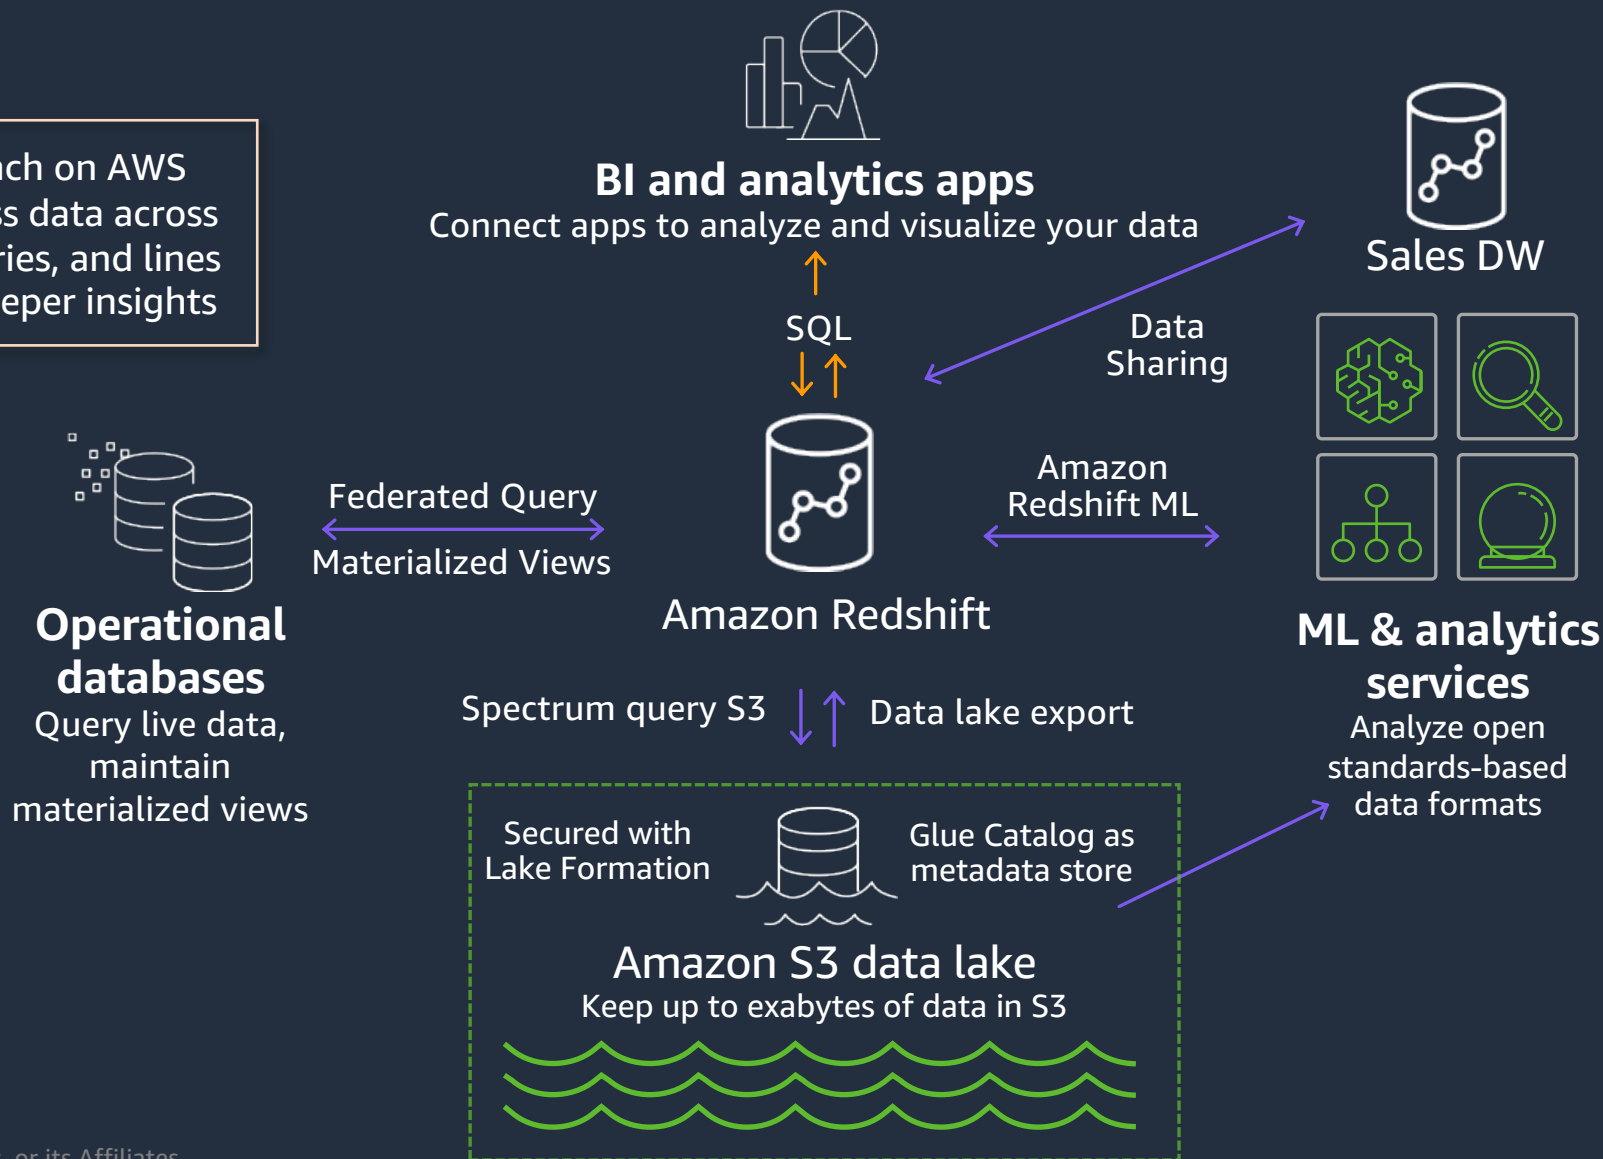 ach on AWS
ss data across
ries, and lines
eeper insights
BI and analytics apps
Connect apps to analyze and visualize your data
SQL
Sales DW
Data
Sharing
Federated Query
Materialized Views
Amazon
Redshift ML
Amazon Redshift
Operational
databases
Query live data,
maintain
materialized views
ML & analytics
services
Analyze open
standards-based
data formats
Spectrum query S3
Data lake export
Secured with
Lake Formation
Glue Catalog as
metadata store
Amazon S3 data lake
Keep up to exabytes of data in S3
or its Affiliates